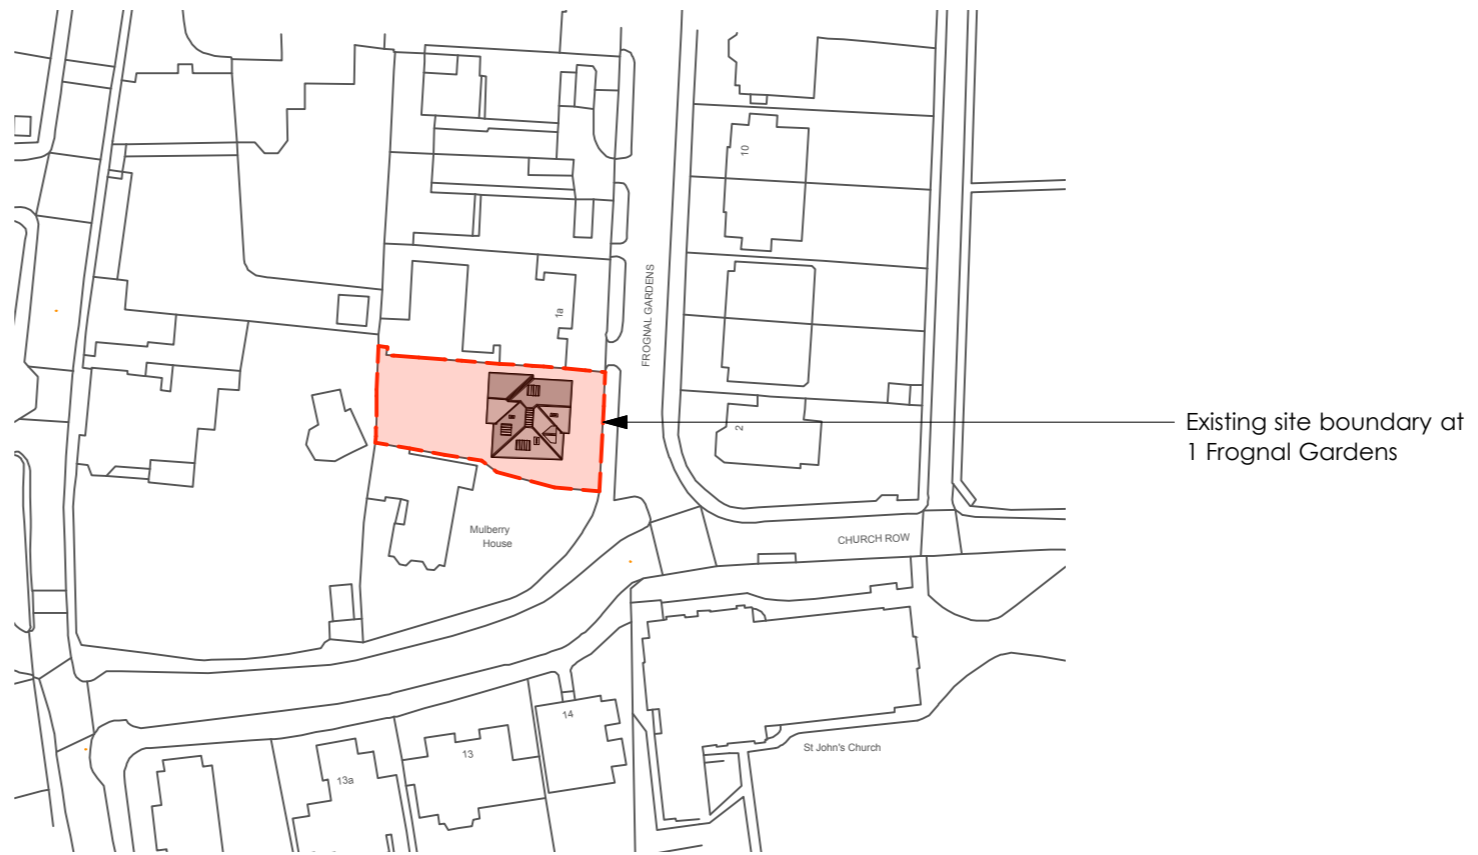 10
FROGNAL GARDENS
1a
2
Existing site boundary at
1 Frognal Gardens
Mulberry
House
CHURCH ROW
14
St John's Church
13
13a